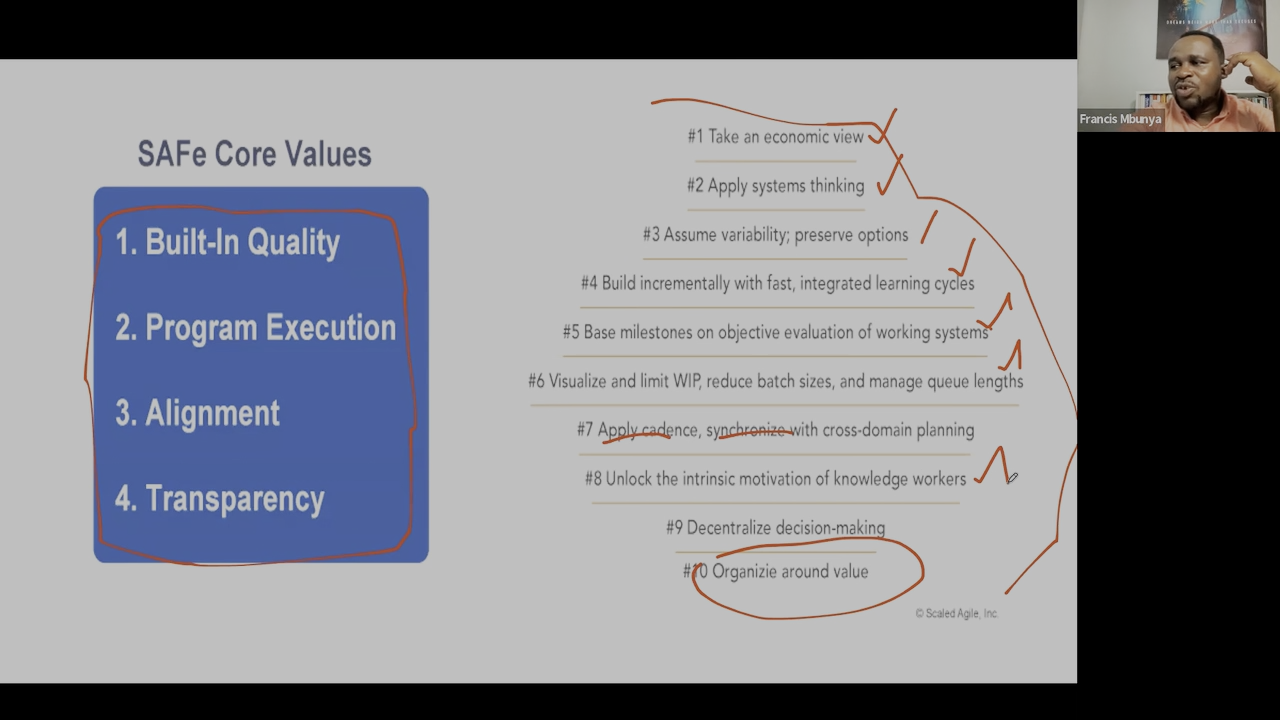 SAFe Core Values
1. Built-In Quality
2. Program Execution
3. Alignment
4. Transparency
#1 Take an economic view
#2 Apply systems thinking
#3 Assume variability; preserve options
#4 Build incrementally with fast, integrated learning cycles
#5 Base milestones on objective evaluation of working systems
#6 Visualize and limit WIP, reduce batch sizes, and manage queue lengths
#7 Apply cadence, synchronize with cross-domain planning
#8 Unlock the intrinsic motivation of knowledge workers
#9 Decentralize decision-making
#10 Organizie around value
© Scaled Agile, Inc.
Francis Mbunya